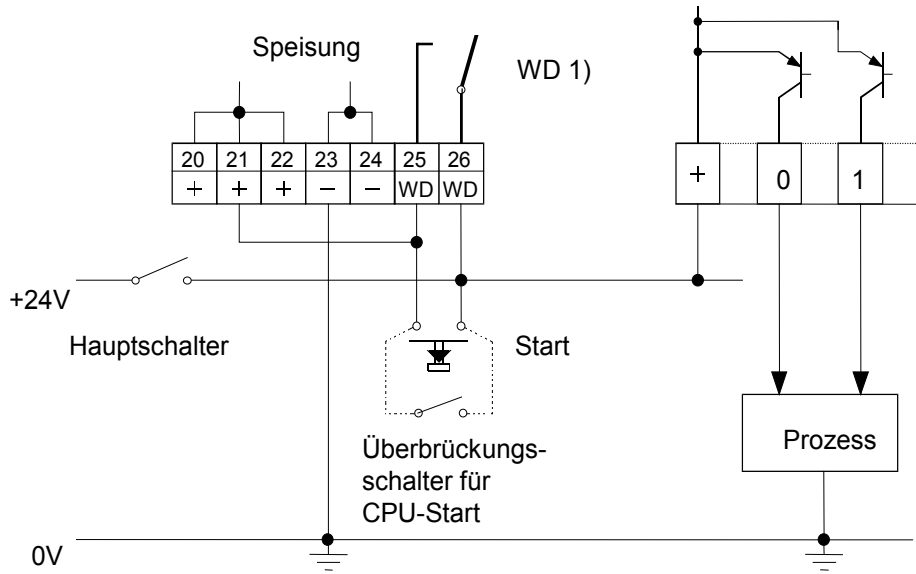 Speisung
WD 1)
20 21 22 23 24 25 26
+ + + − − WD WD
+ 0 1
+24V
Hauptschalter
Start
Überbrückungs-
schalter für
CPU-Start
Prozess
0V